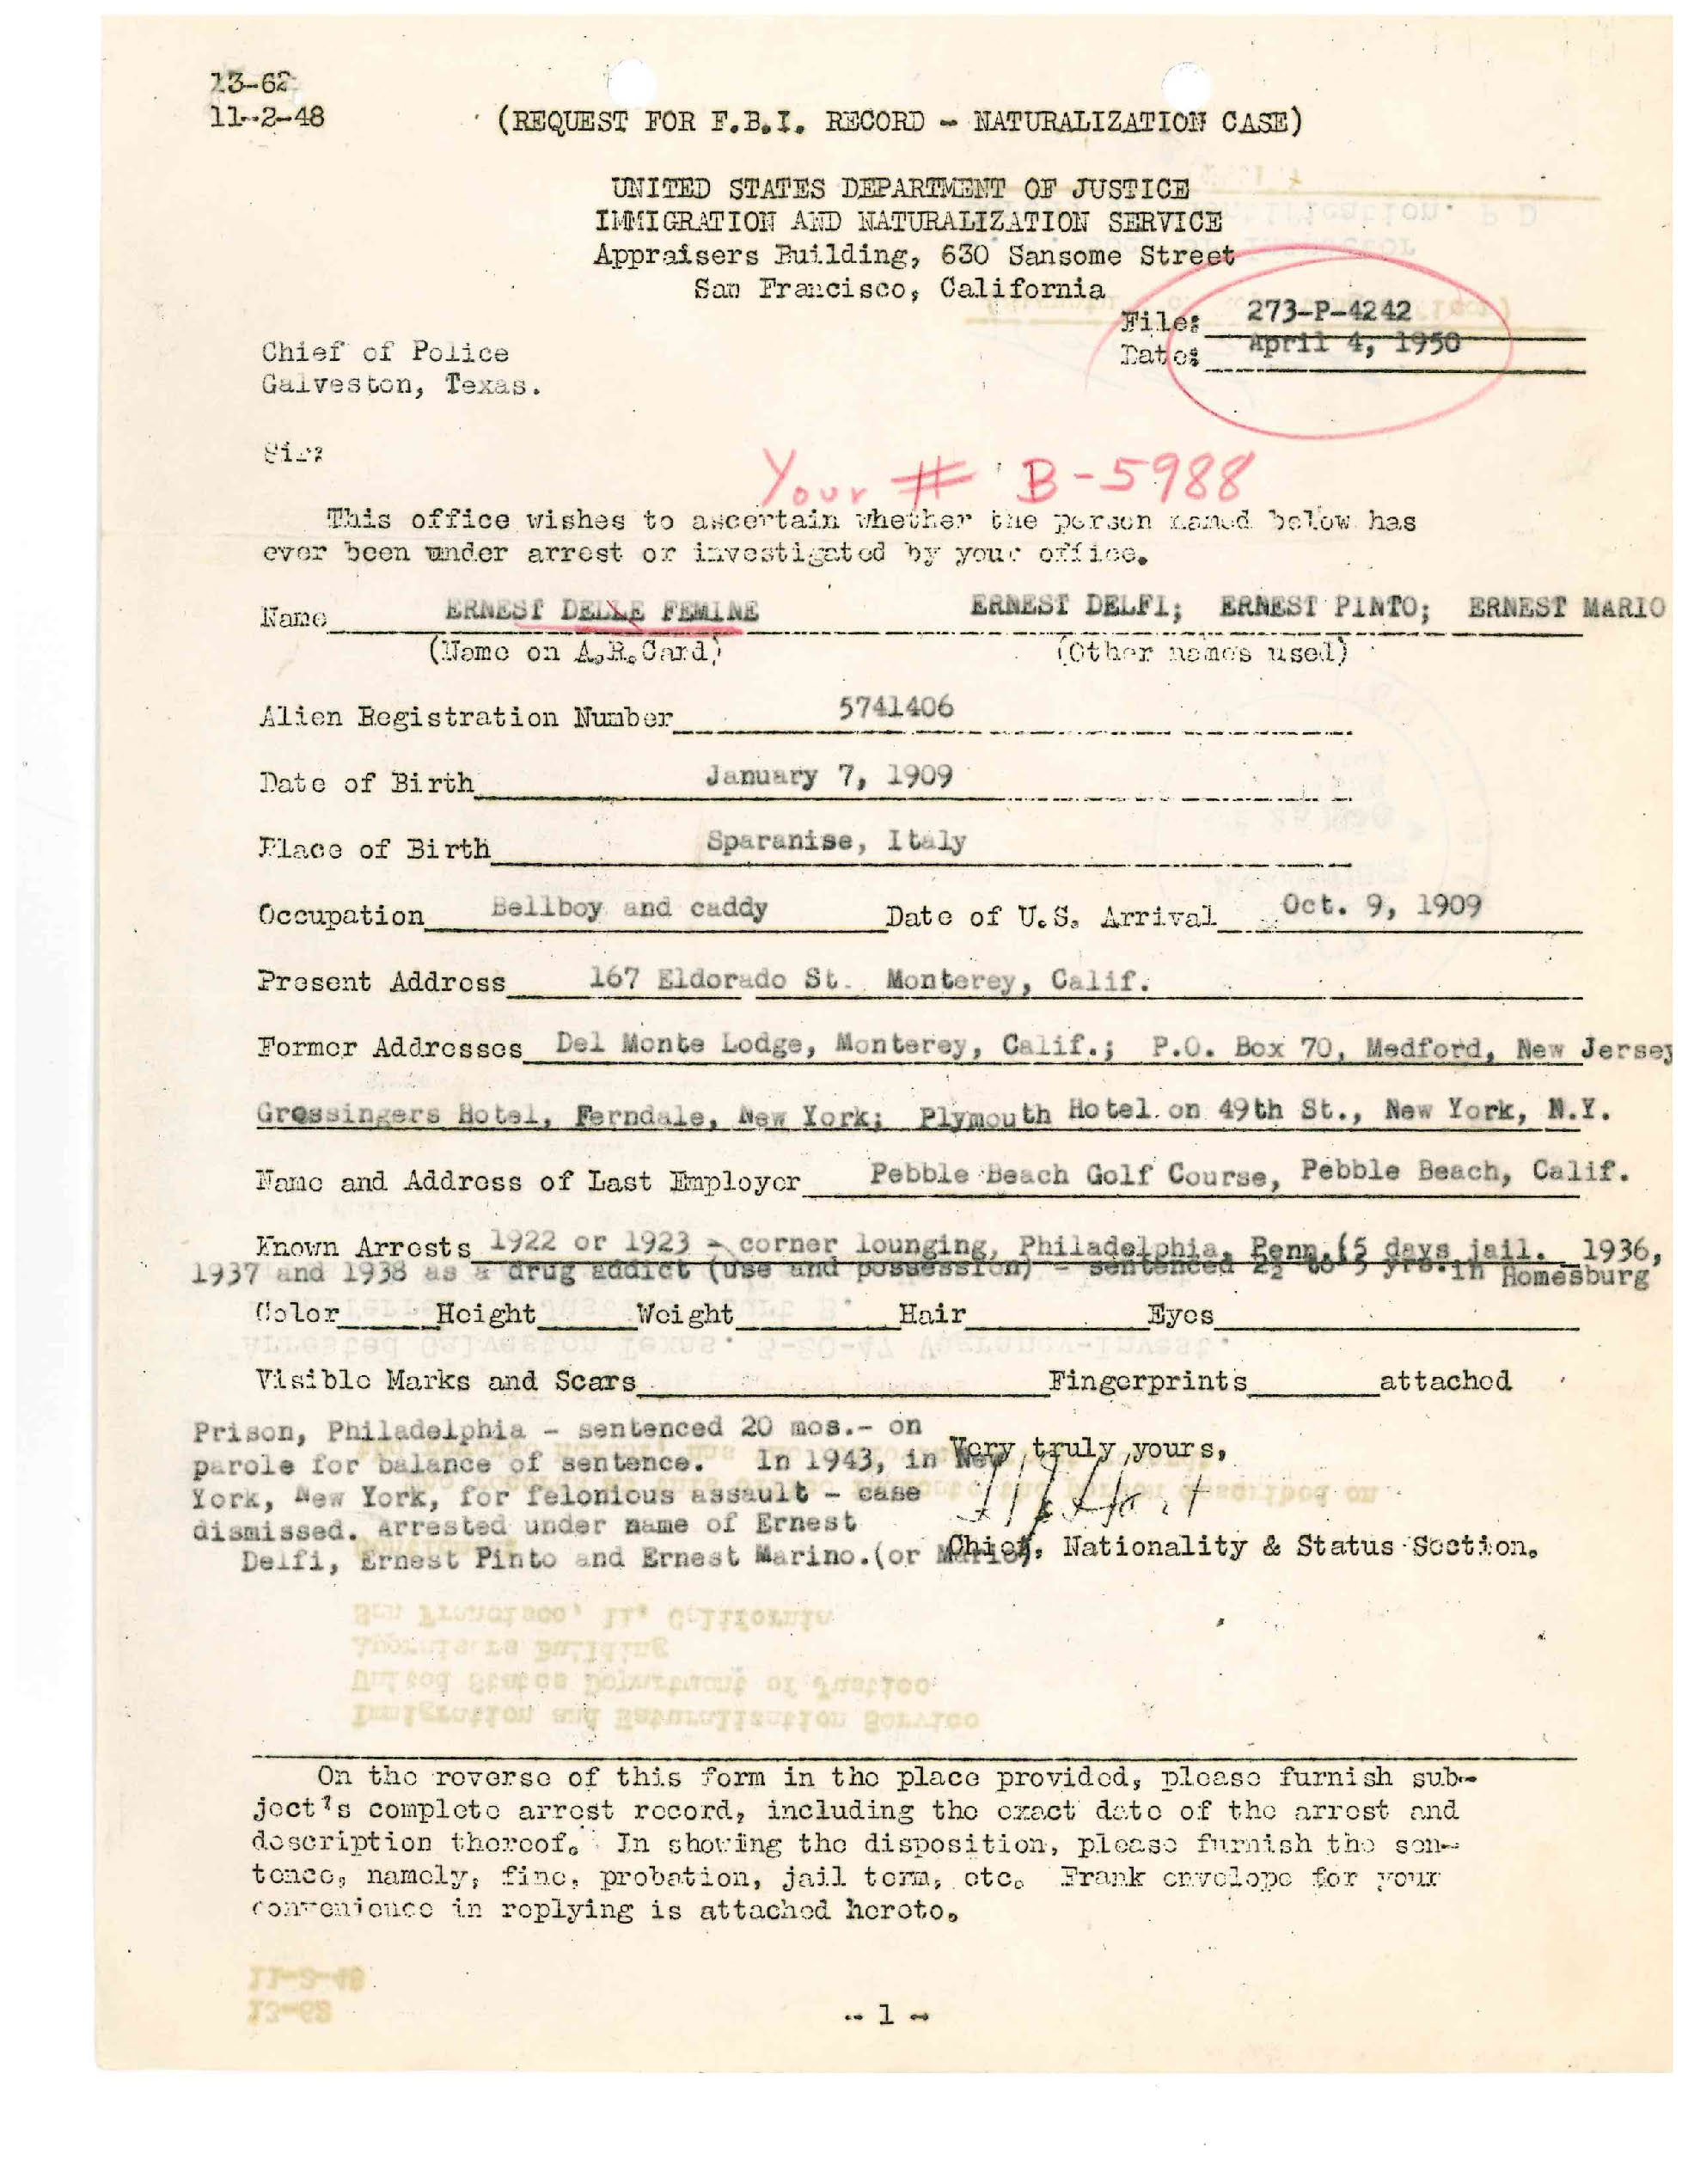 13-62
11-2-48
(REQUEST FOR F.B.I. RECORD - NATURALIZATION CASE)
UNITED STATES DEPARTMENT OF JUSTICE
IMMIGRATION AND NATURALIZATION SERVICE
Appraisers Building, 630 Sansome Street
San Francisco, California
File: 273-P-4242
Date: April 4, 1950
Chief of Police
Galveston, Texas.
Sir:
Your # B-5988
This office wishes to ascertain whether the person named below has
ever been under arrest or investigated by your office.
Name ERNEST DELLE FEMINE ERNEST DELFI; ERNEST PINTO; ERNEST MARIO
(Name on A.R.Card) (Other names used)
Alien Registration Number 5741406
Date of Birth January 7, 1909
Place of Birth Sparanise, Italy
Occupation Bellboy and caddy Date of U.S. Arrival Oct. 9, 1909
Present Address 167 Eldorado St. Monterey, Calif.
Former Addresses Del Monte Lodge, Monterey, Calif.; P.O. Box 70, Medford, New Jersey
Grossingers Hotel, Ferndale, New York; Plymouth Hotel on 49th St., New York, N.Y.
Name and Address of Last Employer Pebble Beach Golf Course, Pebble Beach, Calif.
Known Arrests 1922 or 1923 - corner lounging, Philadelphia, Penn.(5 days jail. 1936,
1937 and 1938 as a drug addict (use and possession) - sentenced 2½ to 5 yrs.in Homesburg
Color Height Weight Hair Eyes
Visible Marks and Scars Fingerprints attached
Prison, Philadelphia - sentenced 20 mos.- on
parole for balance of sentence. In 1943, in New
York, New York, for felonious assault - case
dismissed. Arrested under name of Ernest
Delfi, Ernest Pinto and Ernest Marino.(or Mario).
Very truly yours,
Chief, Nationality & Status Section.
On the reverse of this form in the place provided, please furnish sub-
ject's complete arrest record, including the exact date of the arrest and
description thereof. In showing the disposition, please furnish the sen-
tence, namely, fine, probation, jail term, etc. Frank envelope for your
convenience in replying is attached hereto.
- 1 -